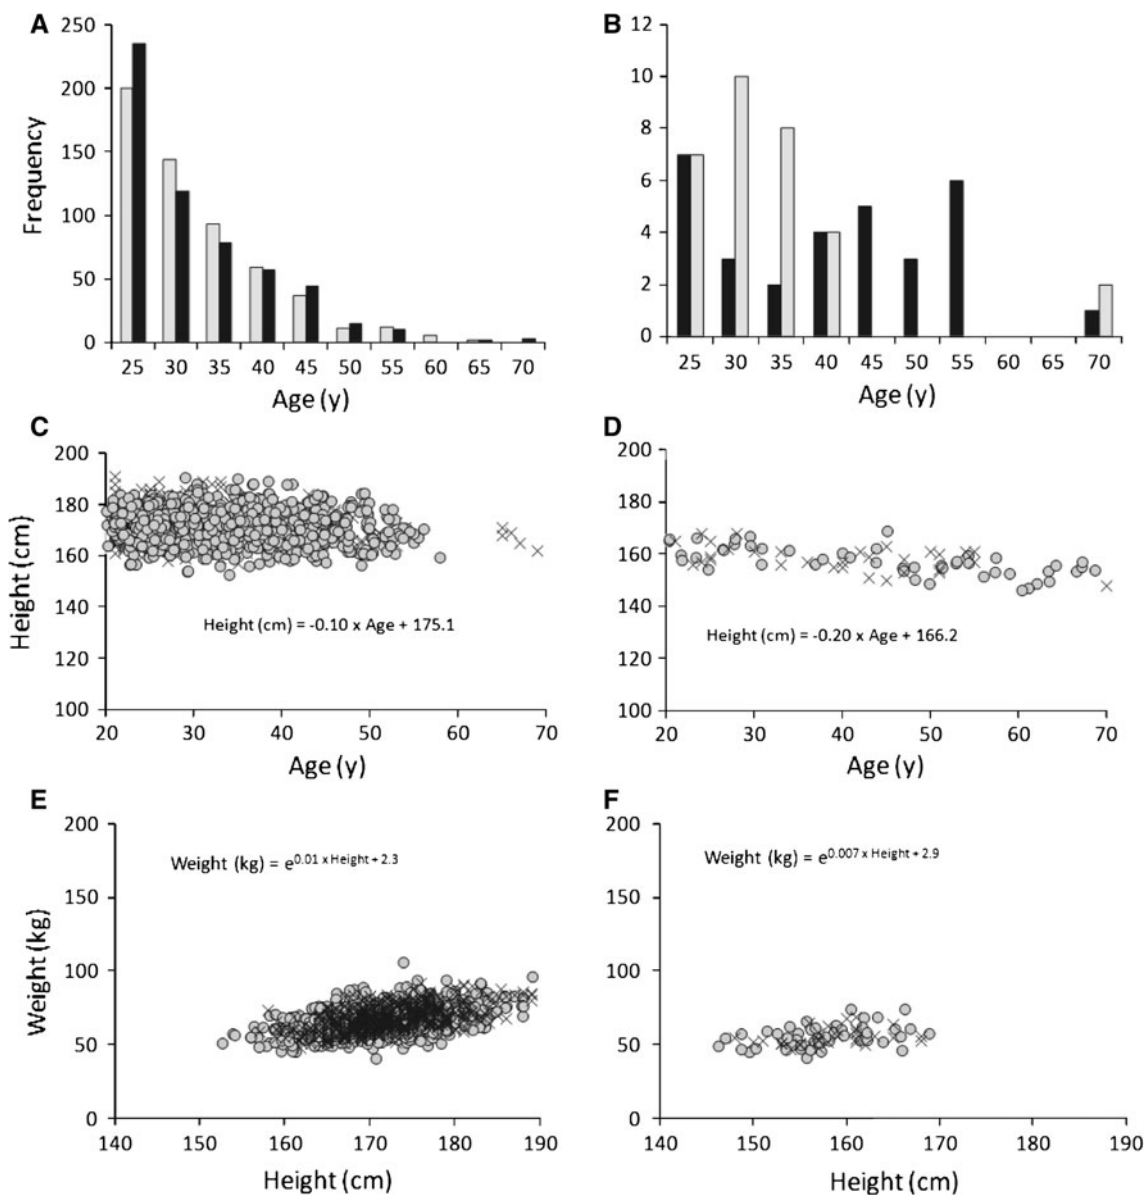 A
B
250
200
150
100
50
0
Frequency
25 30 35 40 45 50 55 60 65 70
Age (y)
12
10
8
6
4
2
0
25 30 35 40 45 50 55 60 65 70
Age (y)
C
D
200
180
160
140
120
100
Height (cm)
Height (cm) = -0.10 x Age + 175.1
20 30 40 50 60 70
Age (y)
200
180
160
140
120
100
Height (cm) = -0.20 x Age + 166.2
20 30 40 50 60 70
Age (y)
E
F
200
150
100
50
0
Weight (kg)
Weight (kg) = e^0.01 x Height + 2.3
140 150 160 170 180 190
Height (cm)
200
150
100
50
0
Weight (kg) = e^0.007 x Height + 2.9
140 150 160 170 180 190
Height (cm)